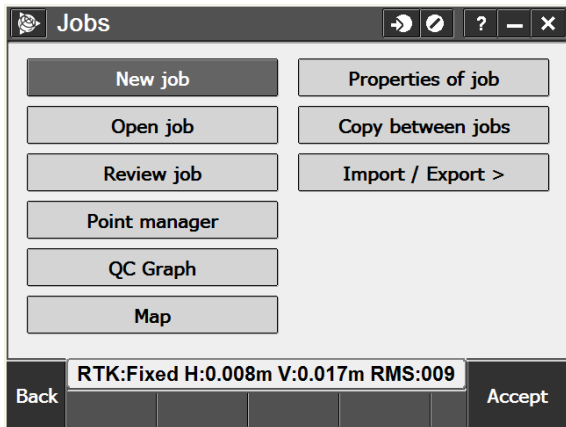 Jobs
?
New job
Properties of job
Open job
Copy between jobs
Review job
Import / Export >
Point manager
QC Graph
Map
RTK:Fixed H:0.008m V:0.017m RMS:009
Back
Accept